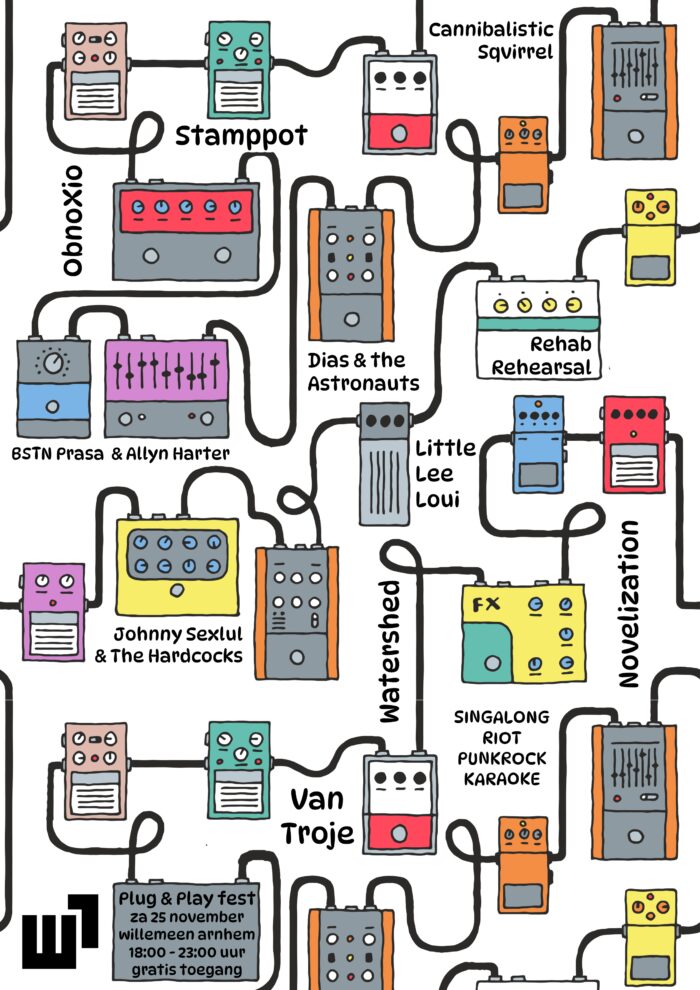 Cannibalistic
Sqvirrel
Stamppot
ObnoXio
Rehab
Rehearsal
Dias & the
Astronauts
BSTN Prasa & Allyn Harter
Little
Lee
Loui
Novelization
FX
Watershed
Johnny Sexlul
& The Hardcocks
SINGALONG
RIOT
PUNKROCK
KARAOKE
Van
Troje
Plug & Play fest
za 25 november
willemeen arnhem
18:00 - 23:00 uur
gratis toegang